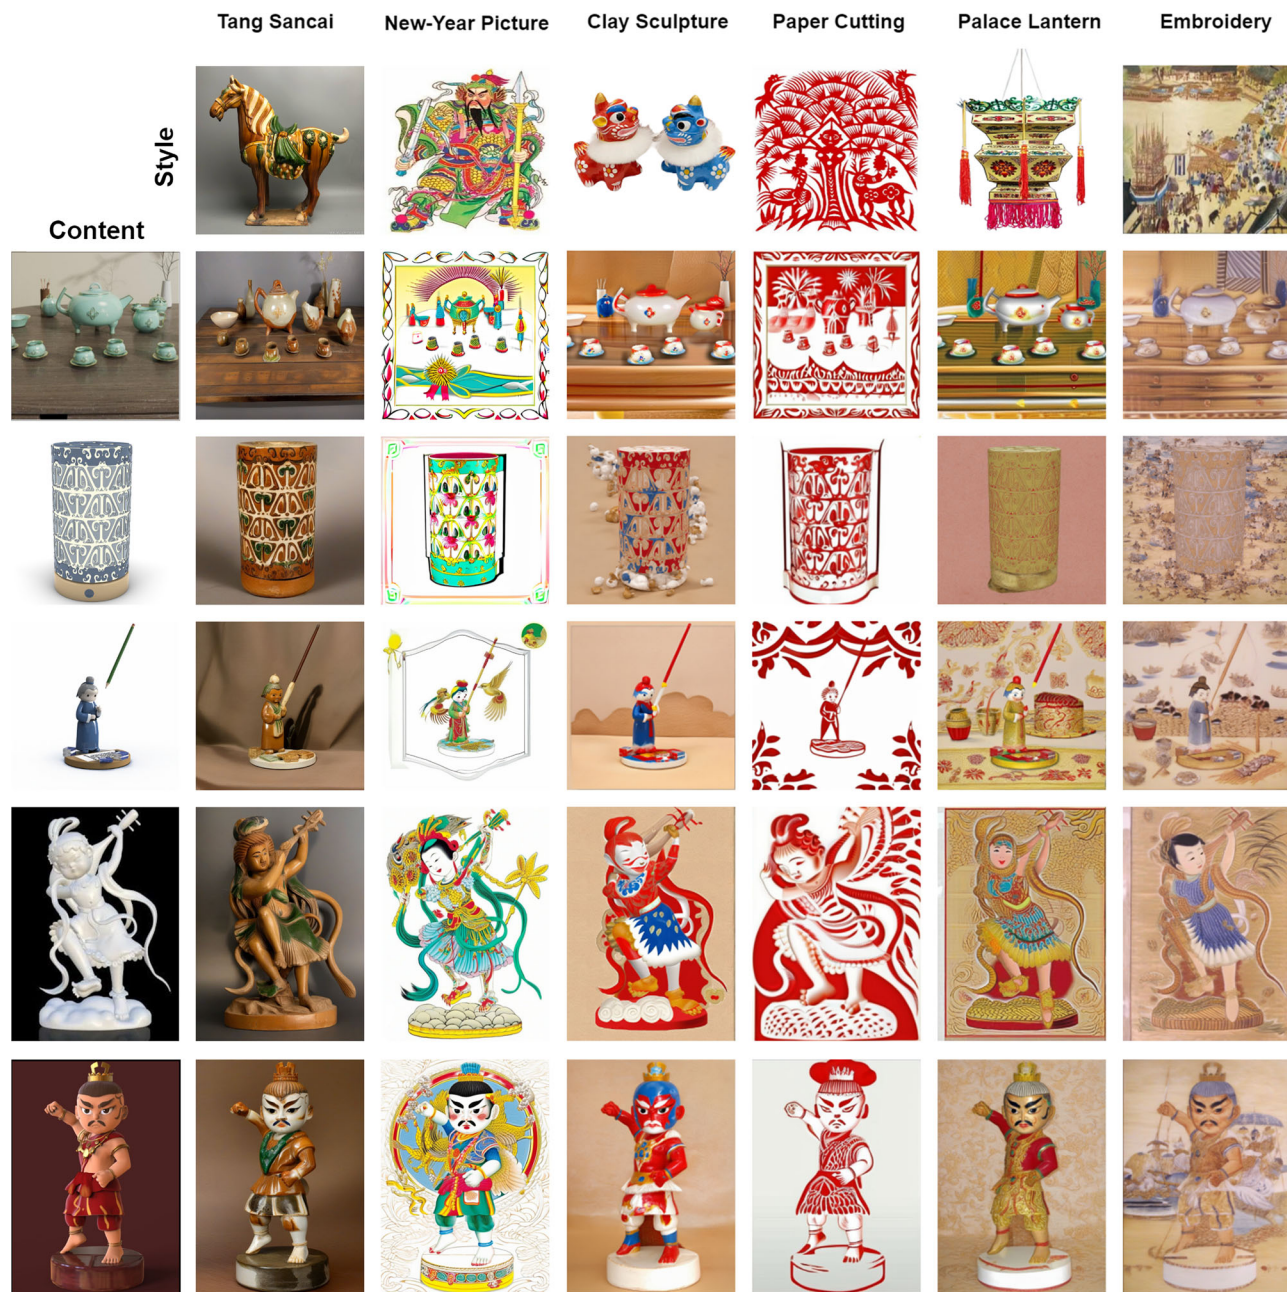 Tang Sancai
New-Year Picture
Clay Sculpture
Paper Cutting
Palace Lantern
Embroidery
Style
Content